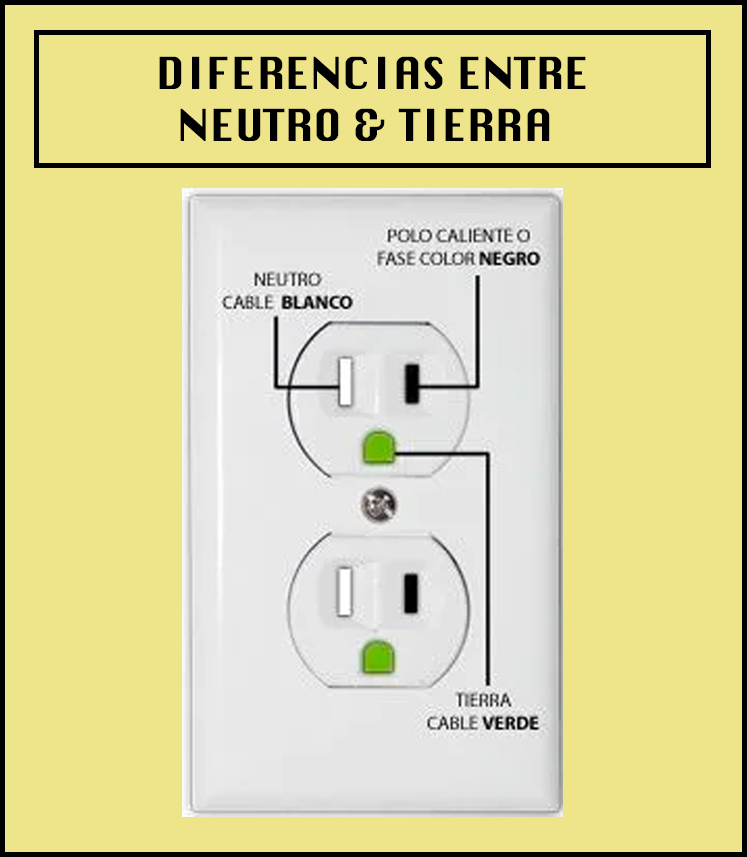 DIFERENCIAS ENTRE
NEUTRO & TIERRA
POLO CALIENTE O
FASE COLOR NEGRO
NEUTRO
CABLE BLANCO
TIERRA
CABLE VERDE